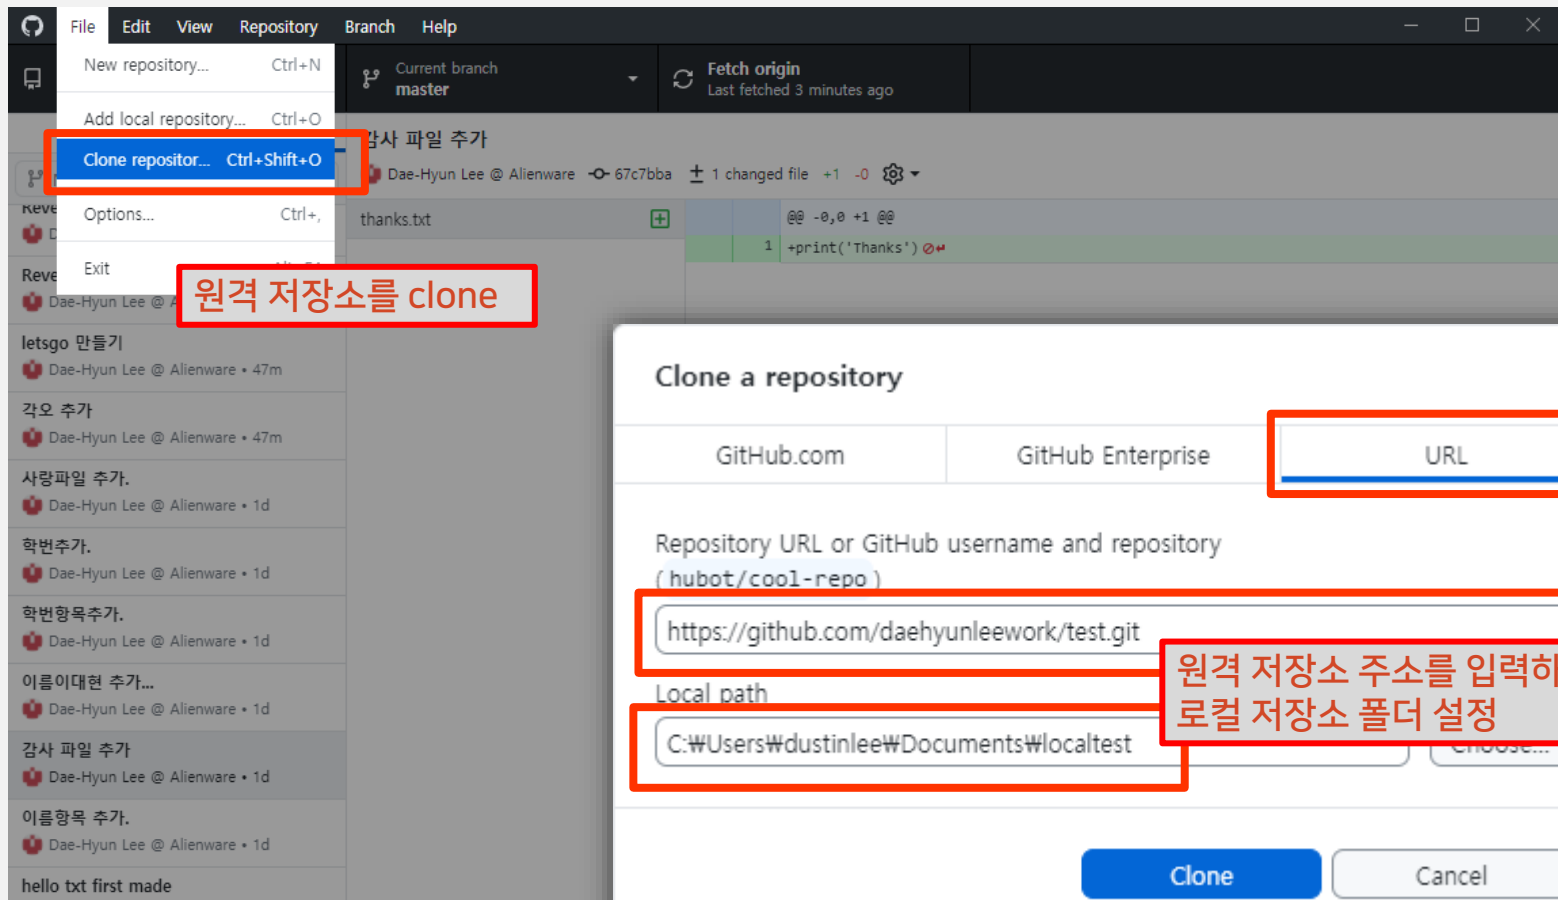 File Edit View Repository Branch Help
New repository... Ctrl+N
Add local repository... Ctrl+O
Clone repositor... Ctrl+Shift+O
Options... Ctrl+,
Exit
원격 저장소를 clone
Current branch
master
Fetch origin
Last fetched 3 minutes ago
감사 파일 추가
Dae-Hyun Lee @ Alienware 67c7bba 1 changed file +1 -0
thanks.txt
@@ -0,0 +1 @@
1 +print('Thanks')
Reve
Reve
Dae-Hyun Lee @ A
letsgo 만들기
Dae-Hyun Lee @ Alienware • 47m
각오 추가
Dae-Hyun Lee @ Alienware • 47m
사랑파일 추가.
Dae-Hyun Lee @ Alienware • 1d
학번추가.
Dae-Hyun Lee @ Alienware • 1d
학번항목추가.
Dae-Hyun Lee @ Alienware • 1d
이름이대현 추가...
Dae-Hyun Lee @ Alienware • 1d
감사 파일 추가
Dae-Hyun Lee @ Alienware • 1d
이름항목 추가.
Dae-Hyun Lee @ Alienware • 1d
hello txt first made
Clone a repository
GitHub.com GitHub Enterprise URL
Repository URL or GitHub username and repository
(hubot/cool-repo)
https://github.com/daehyunleework/test.git
원격 저장소 주소를 입력하
로컬 저장소 폴더 설정
Local path
C:₩Users₩dustinlee₩Documents₩localtest
Choose...
Clone Cancel